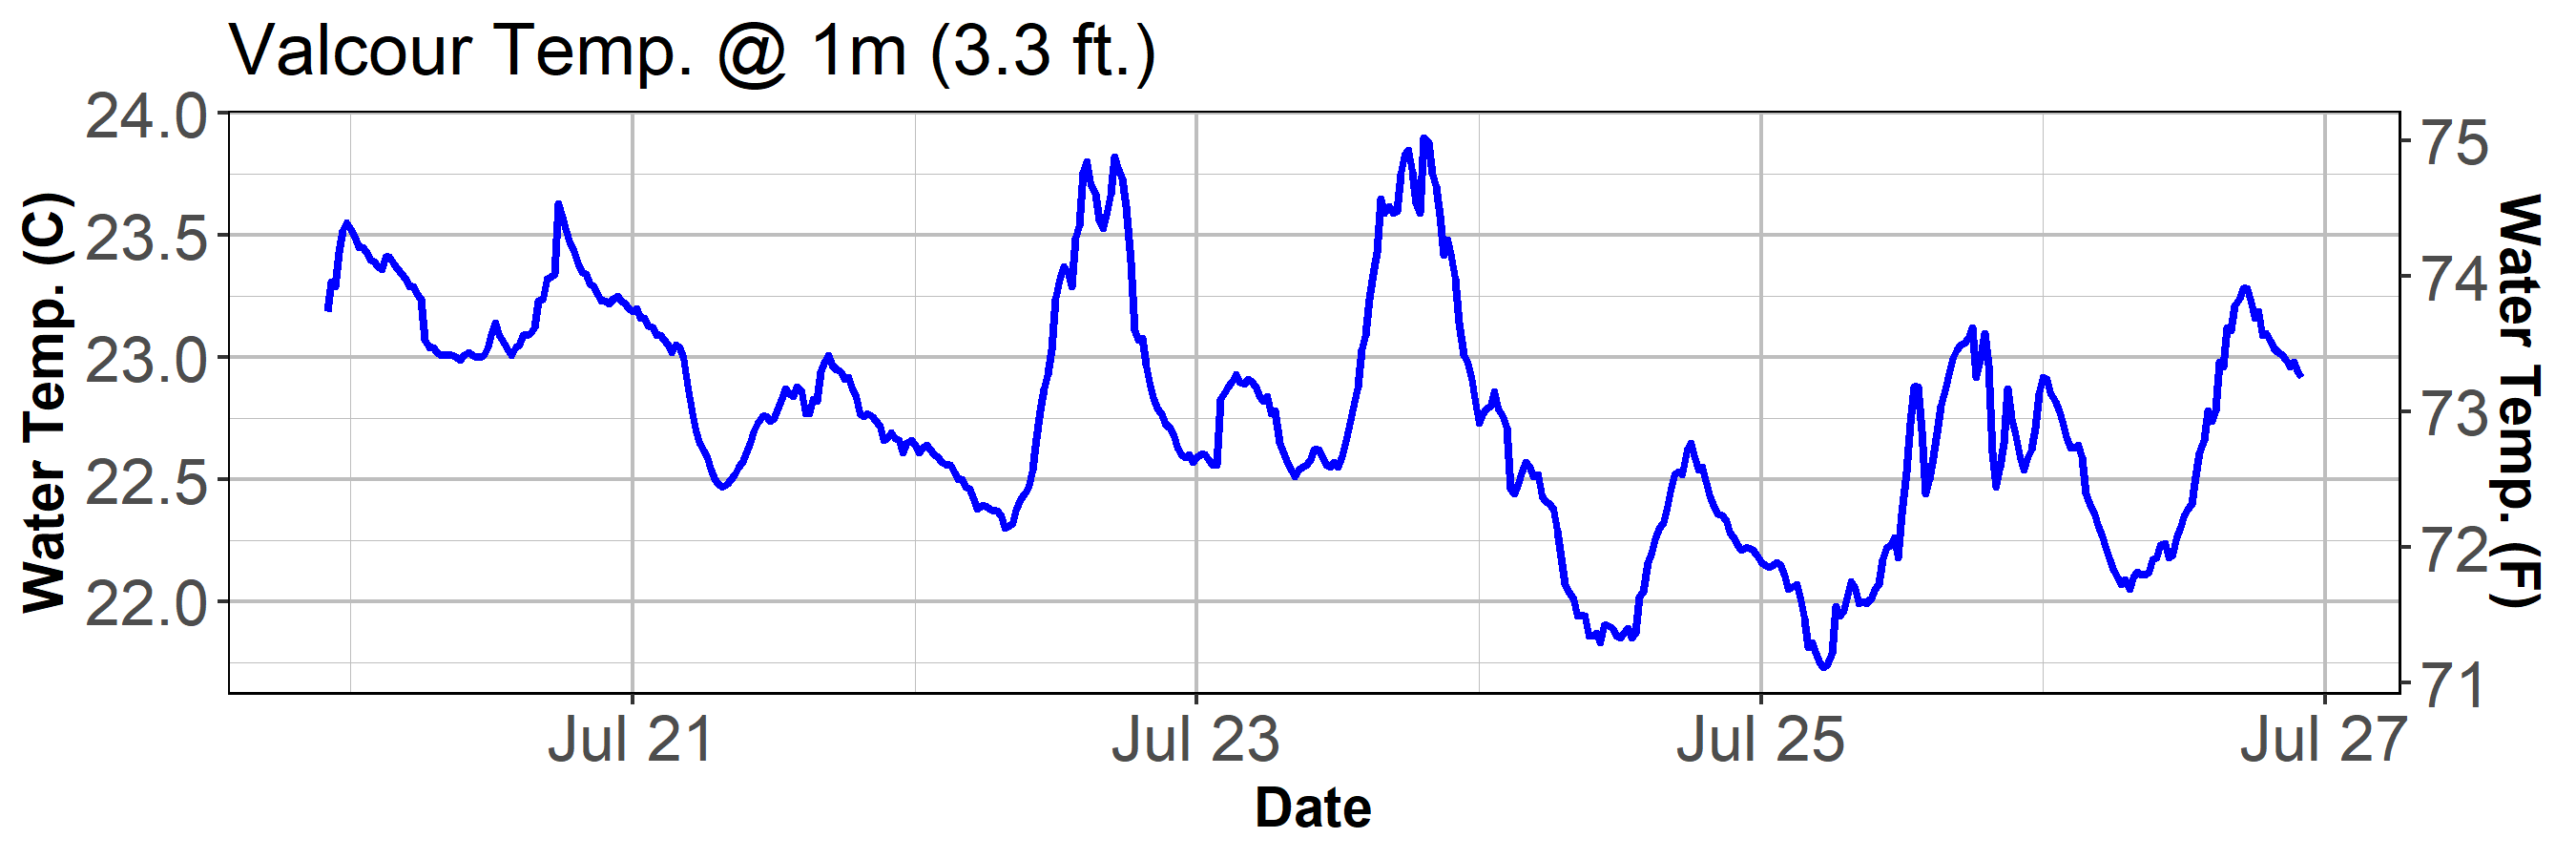 Valcour Temp. @ 1m (3.3 ft.)
Water Temp. (C)
24.0
23.5
23.0
22.5
22.0
75
74
73
72
71
Water Temp. (F)
Jul 21
Jul 23
Jul 25
Jul 27
Date